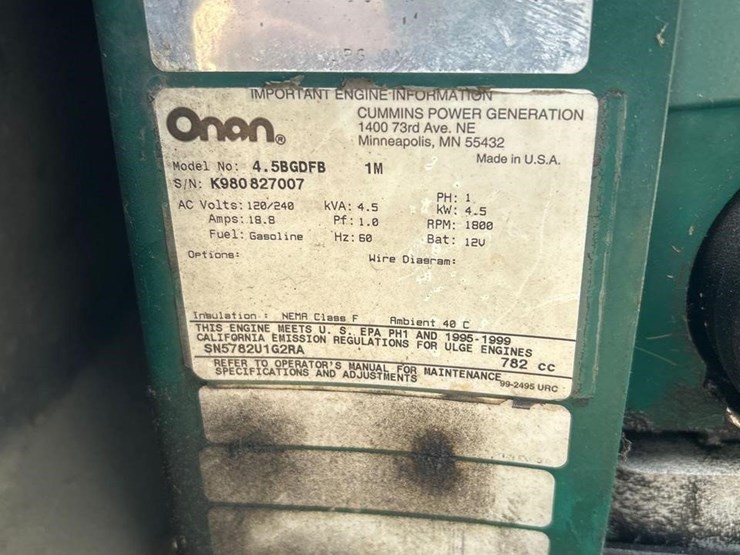 IMPORTANT ENGINE INFORMATION
Onan®
CUMMINS POWER GENERATION
1400 73rd Ave. NE
Minneapolis, MN 55432
Made in U.S.A.
Model No: 4.5BGDFB 1M
S/N: K980827007
AC Volts: 120/240 kVA: 4.5 PH: 1
kW: 4.5
Amps: 18.8 Pf: 1.0 RPM: 1800
Fuel: Gasoline Hz: 60 Bat: 12V
Options: Wire Diagram:
Insulation : NEMA Class F Ambient 40 C
THIS ENGINE MEETS U. S. EPA PH1 AND 1995-1999
CALIFORNIA EMISSION REGULATIONS FOR ULGE ENGINES
SN5782U1G2RA 782 cc
REFER TO OPERATOR'S MANUAL FOR MAINTENANCE
SPECIFICATIONS AND ADJUSTMENTS
99-2495 URC